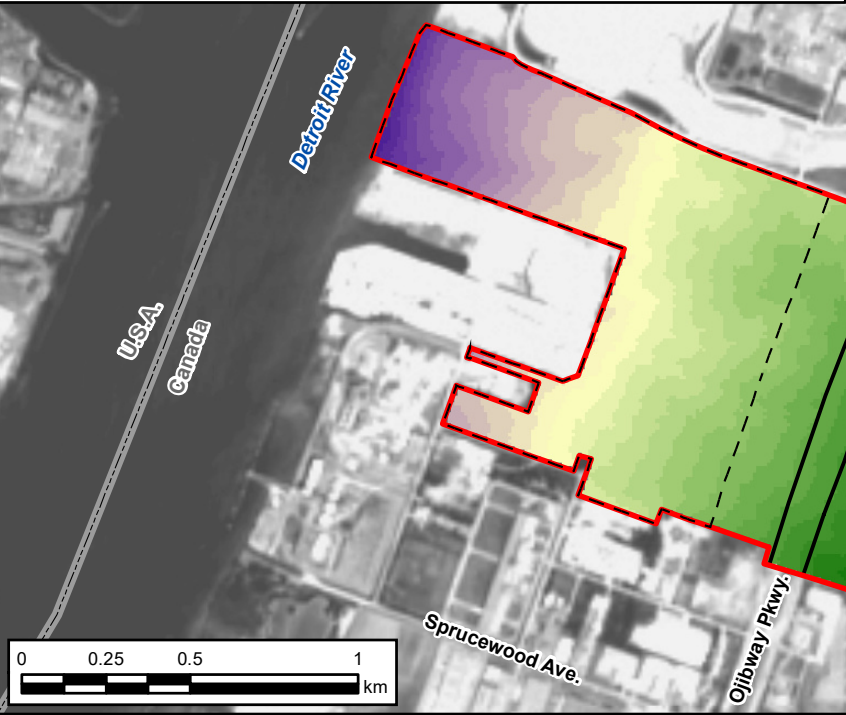 Detroit River
U.S.A.
Canada
Sprucewood Ave.
Ojibway Pkwy.
0 0.25 0.5 1
km